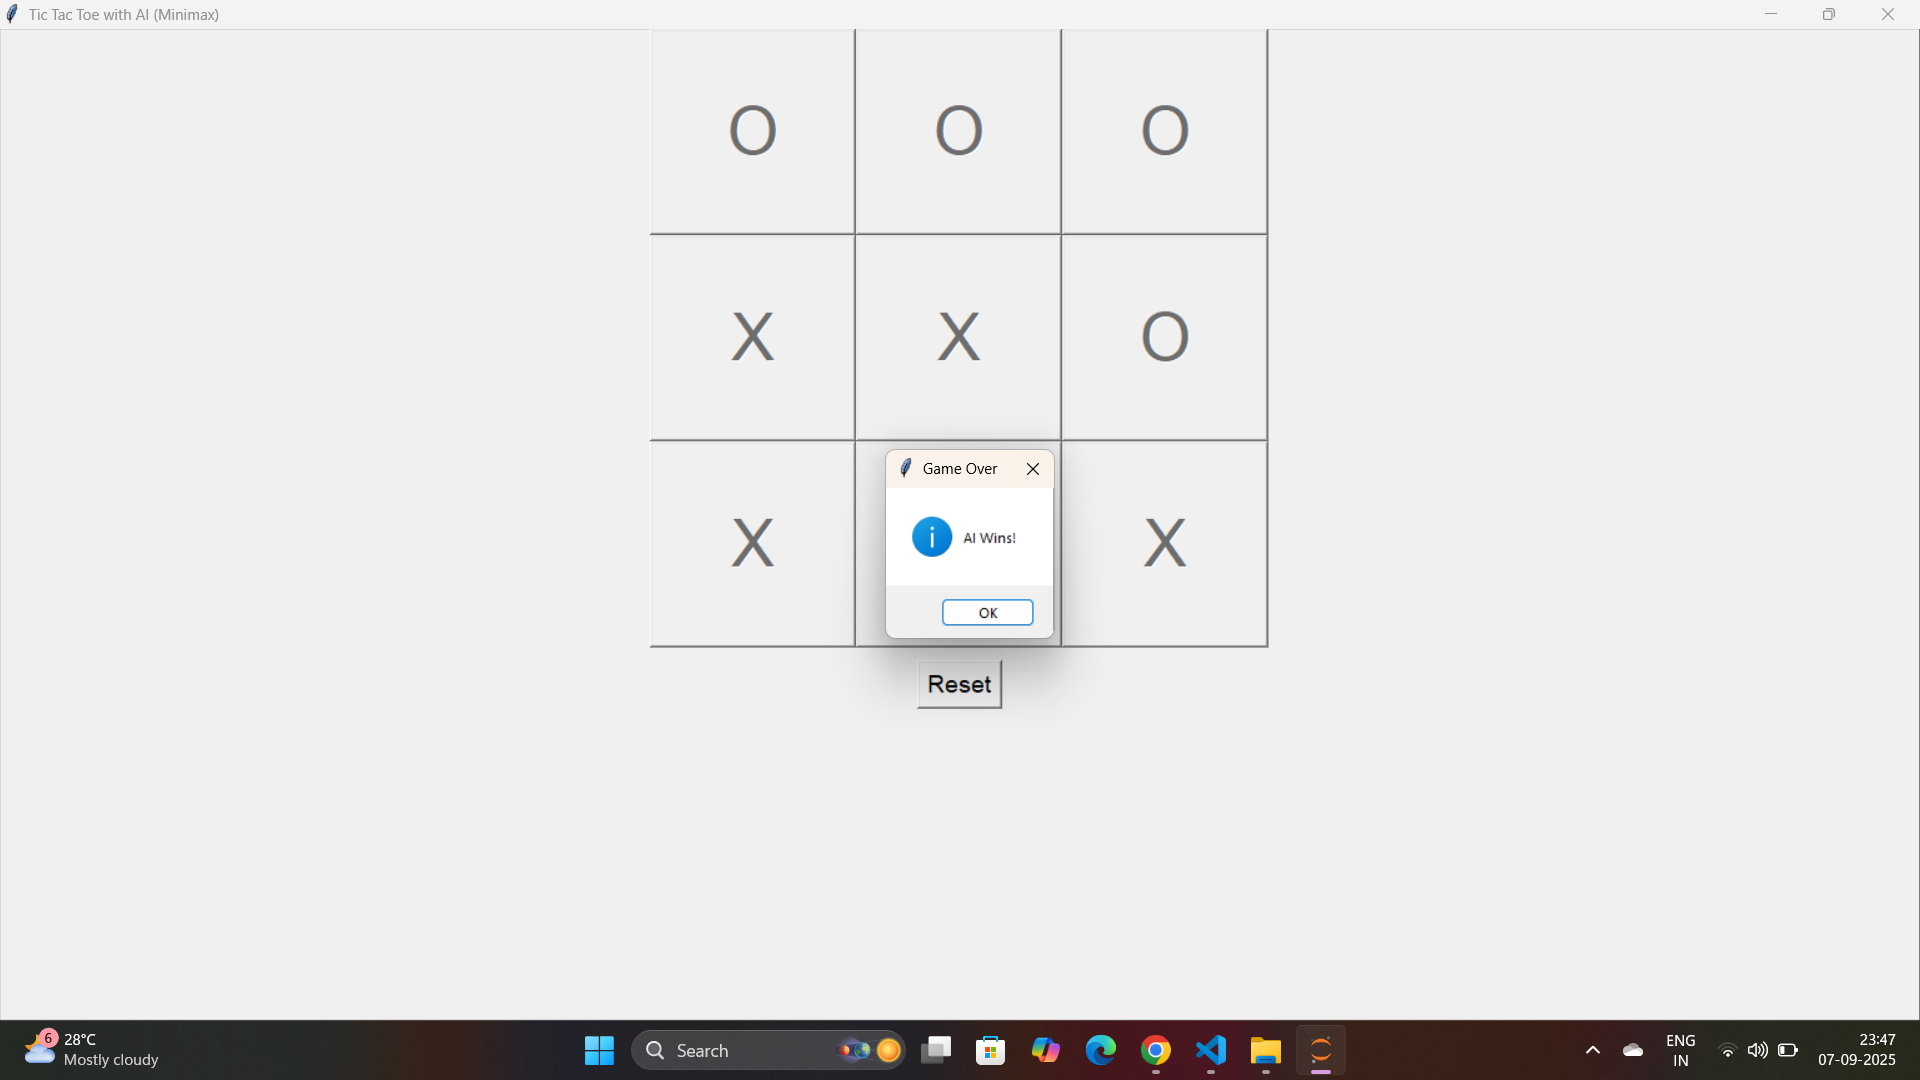 Tic Tac Toe with AI (Minimax)
O O O
X X O
X X
Game Over
AI Wins!
OK
Reset
6
28°C
Mostly cloudy
Search
ENG
IN
23:47
07-09-2025